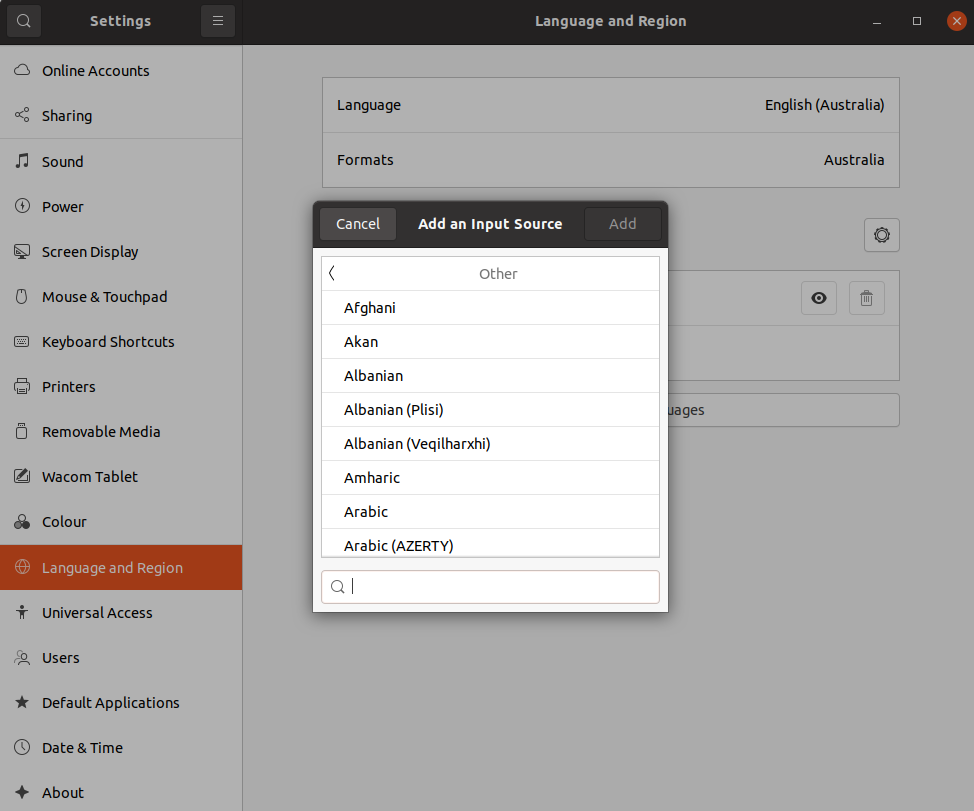 Settings
Language and Region
Online Accounts
Sharing
Sound
Power
Screen Display
Mouse & Touchpad
Keyboard Shortcuts
Printers
Removable Media
Wacom Tablet
Colour
Language and Region
Universal Access
Users
Default Applications
Date & Time
About
Language English (Australia)
Formats Australia
Cancel Add an Input Source Add
Other
Afghani
Akan
Albanian
Albanian (Plisi)
Albanian (Veqilharxhi)
Amharic
Arabic
Arabic (AZERTY)